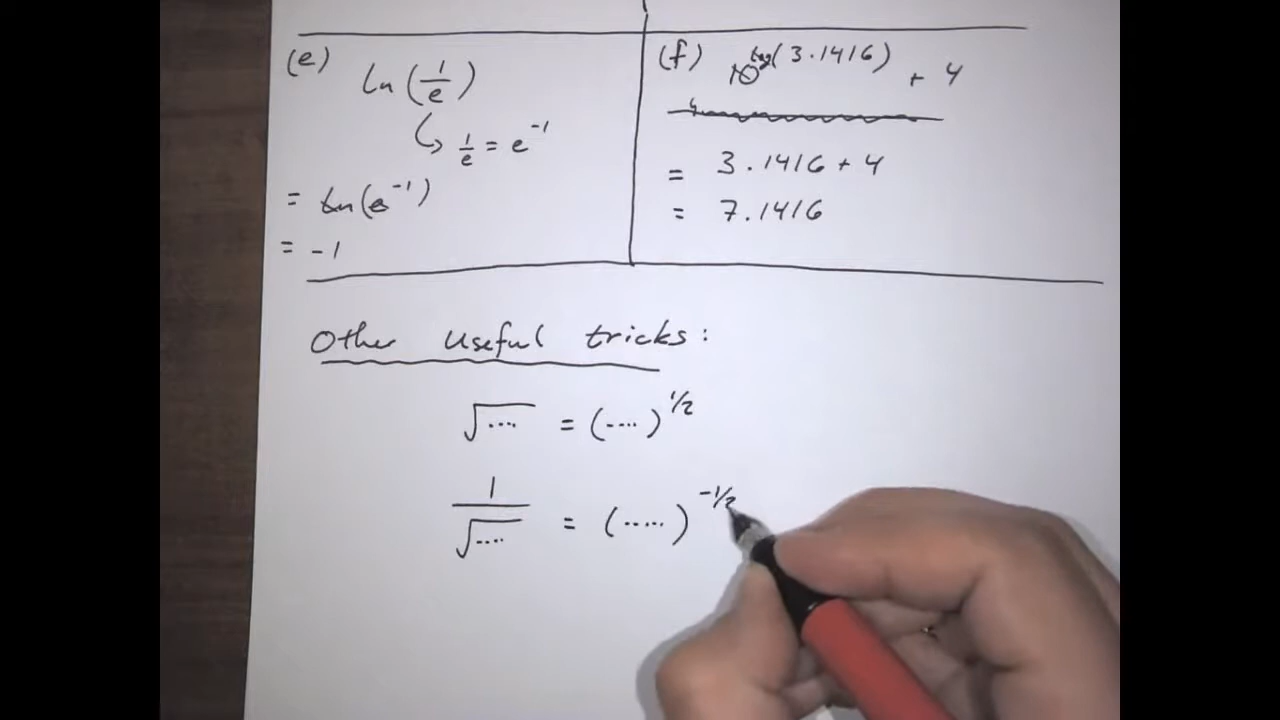 (e) ln(1/e)
↳ 1/e = e^-1
= ln(e^-1)
= -1
(f) 10^log(3.1416) + 4
= 3.1416 + 4
= 7.1416
Other useful tricks:
√.... = (....)^1/2
1/√.... = (.....)^-1/2